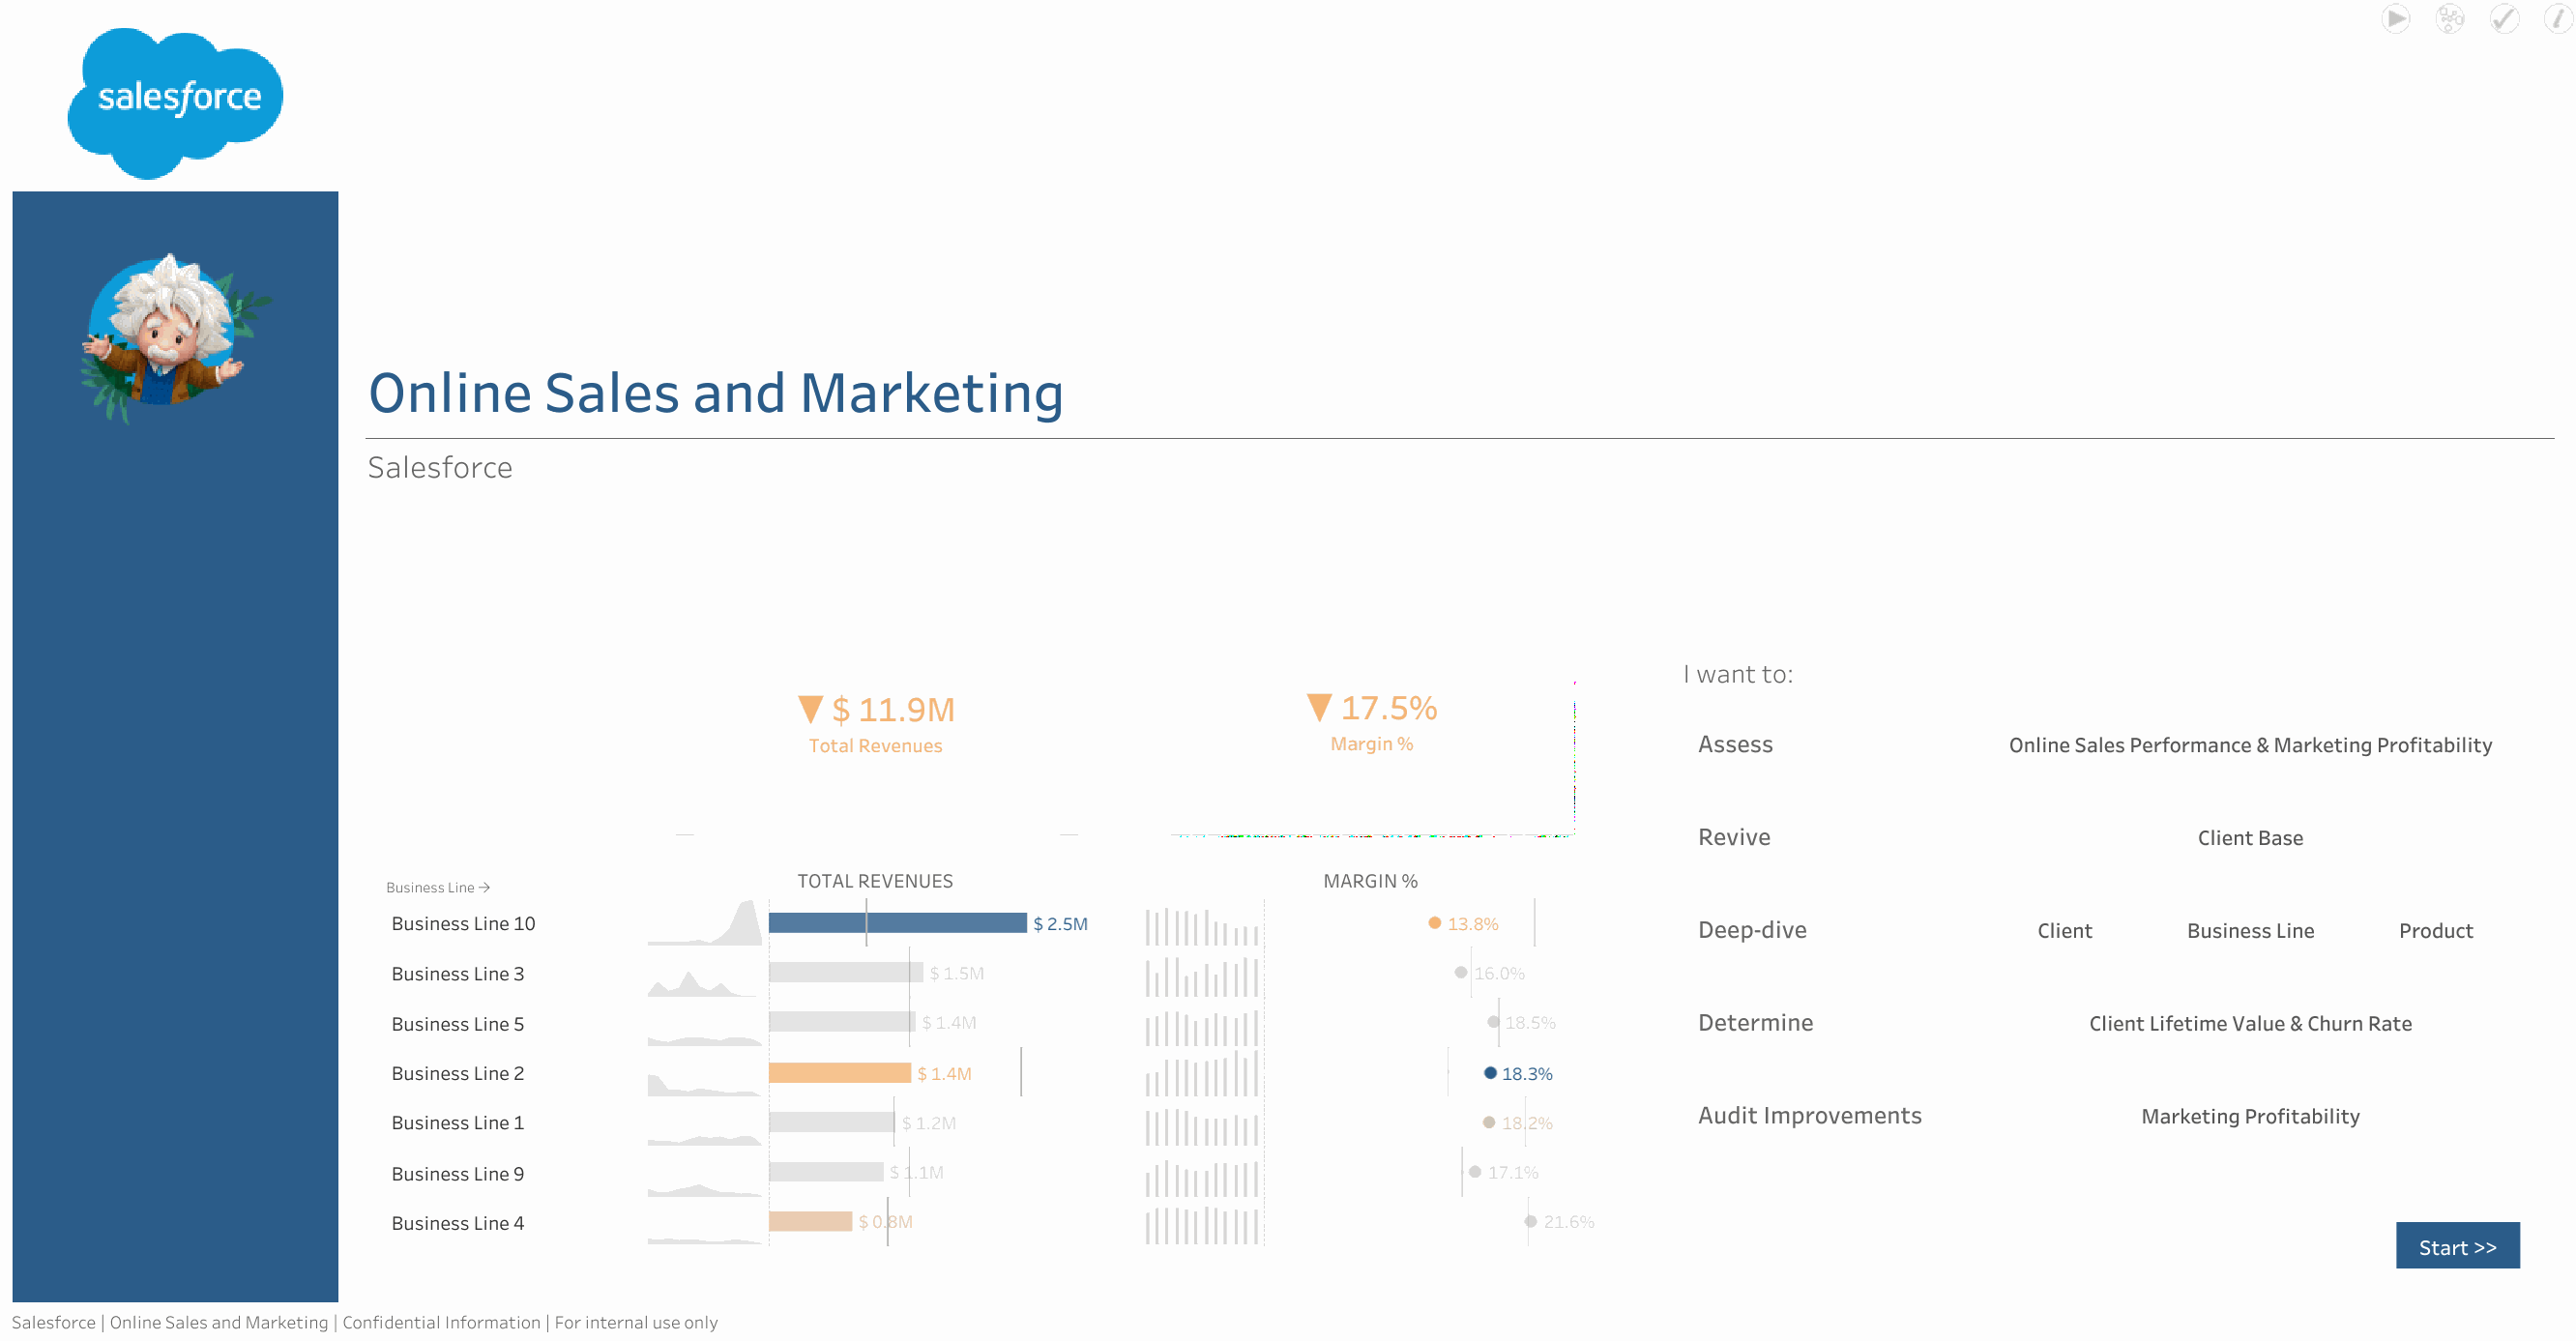 salesforce
Online Sales and Marketing
Salesforce
▼ $ 11.9M
Total Revenues
▼ 17.5%
Margin %
Business Line →
TOTAL REVENUES
MARGIN %
Business Line 10
$ 2.5M
13.8%
Business Line 3
$ 1.5M
16.0%
Business Line 5
$ 1.4M
18.5%
Business Line 2
$ 1.4M
18.3%
Business Line 1
$ 1.2M
18.2%
Business Line 9
$ 1.1M
17.1%
Business Line 4
$ 0.8M
21.6%
I want to:
Assess
Online Sales Performance & Marketing Profitability
Revive
Client Base
Deep-dive
Client
Business Line
Product
Determine
Client Lifetime Value & Churn Rate
Audit Improvements
Marketing Profitability
Start >>
Salesforce | Online Sales and Marketing | Confidential Information | For internal use only